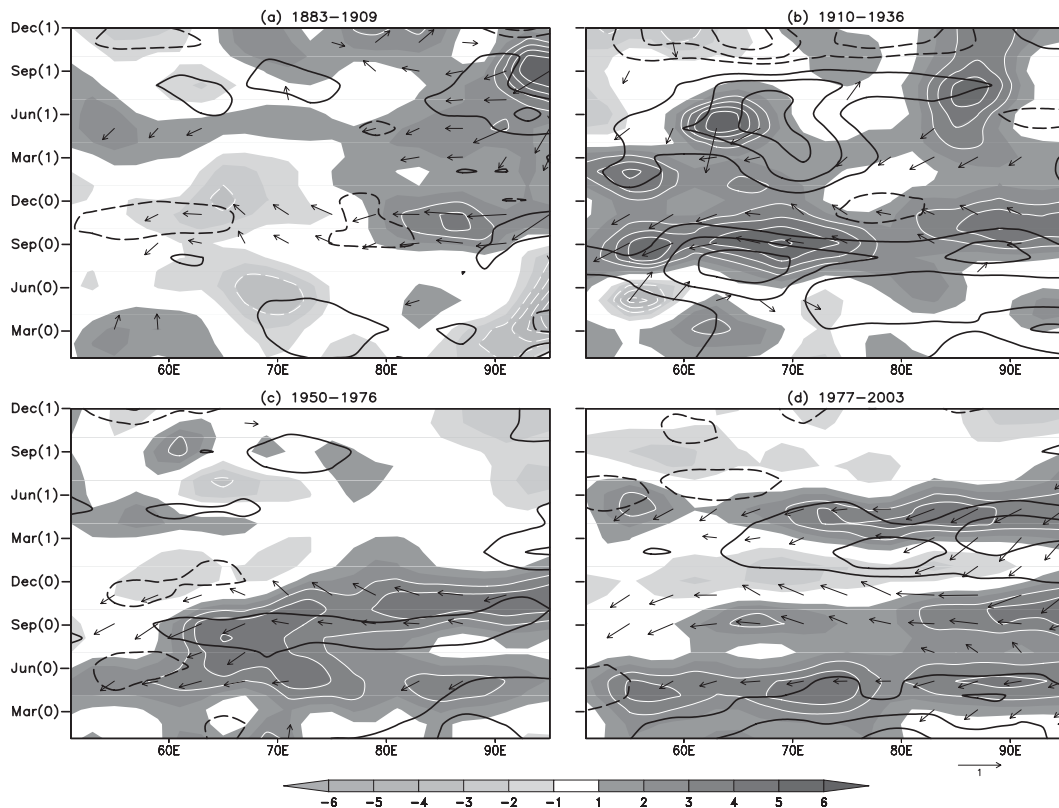 (a) 1883−1909
(b) 1910−1936
Dec(1)
Sep(1)
Jun(1)
Mar(1)
Dec(0)
Sep(0)
Jun(0)
Mar(0)
60E 70E 80E 90E
60E 70E 80E 90E
(c) 1950−1976
(d) 1977−2003
Dec(1)
Sep(1)
Jun(1)
Mar(1)
Dec(0)
Sep(0)
Jun(0)
Mar(0)
60E 70E 80E 90E
60E 70E 80E 90E
1
−6 −5 −4 −3 −2 −1 1 2 3 4 5 6